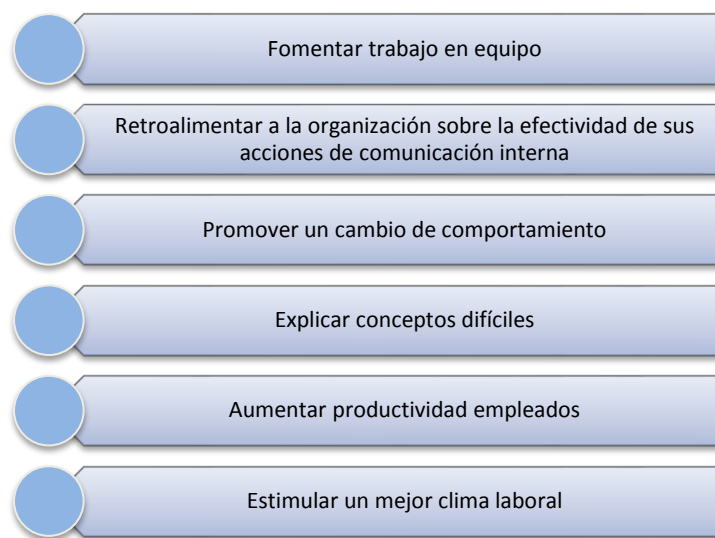 Fomentar trabajo en equipo
Retroalimentar a la organización sobre la efectividad de sus
acciones de comunicación interna
Promover un cambio de comportamiento
Explicar conceptos difíciles
Aumentar productividad empleados
Estimular un mejor clima laboral